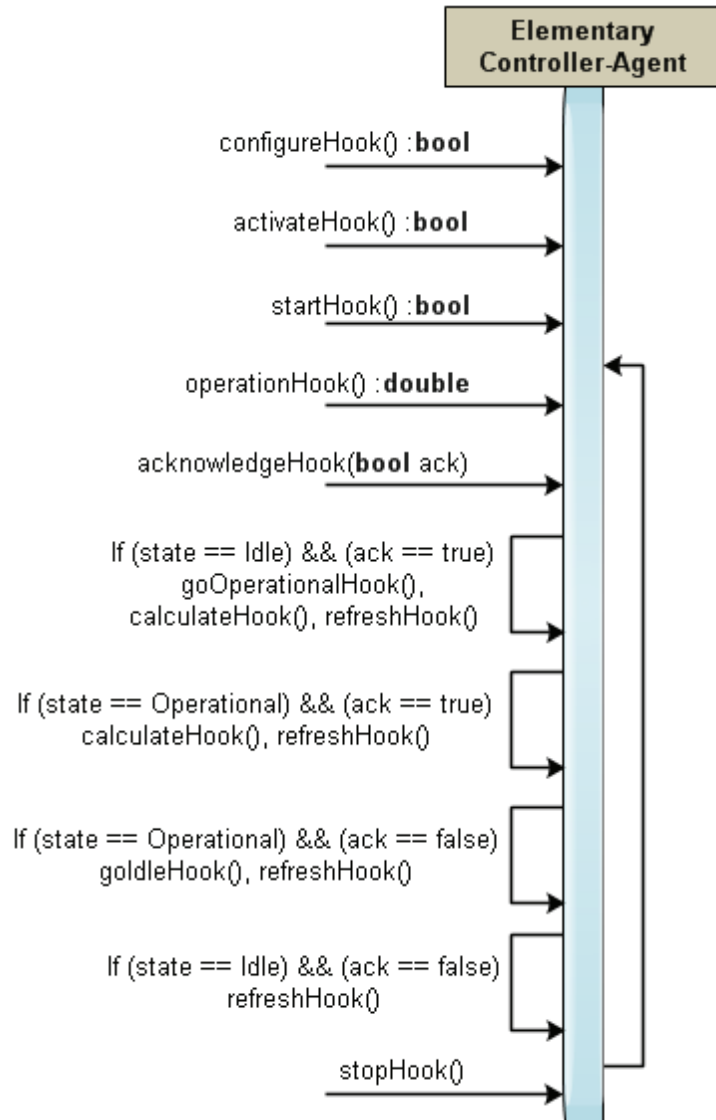 Elementary
Controller-Agent
configureHook() :bool
activateHook() :bool
startHook() :bool
operationHook() :double
acknowledgeHook(bool ack)
If (state == Idle) && (ack == true)
goOperationalHook(),
calculateHook(), refreshHook()
If (state == Operational) && (ack == true)
calculateHook(), refreshHook()
If (state == Operational) && (ack == false)
goIdleHook(), refreshHook()
If (state == Idle) && (ack == false)
refreshHook()
stopHook()